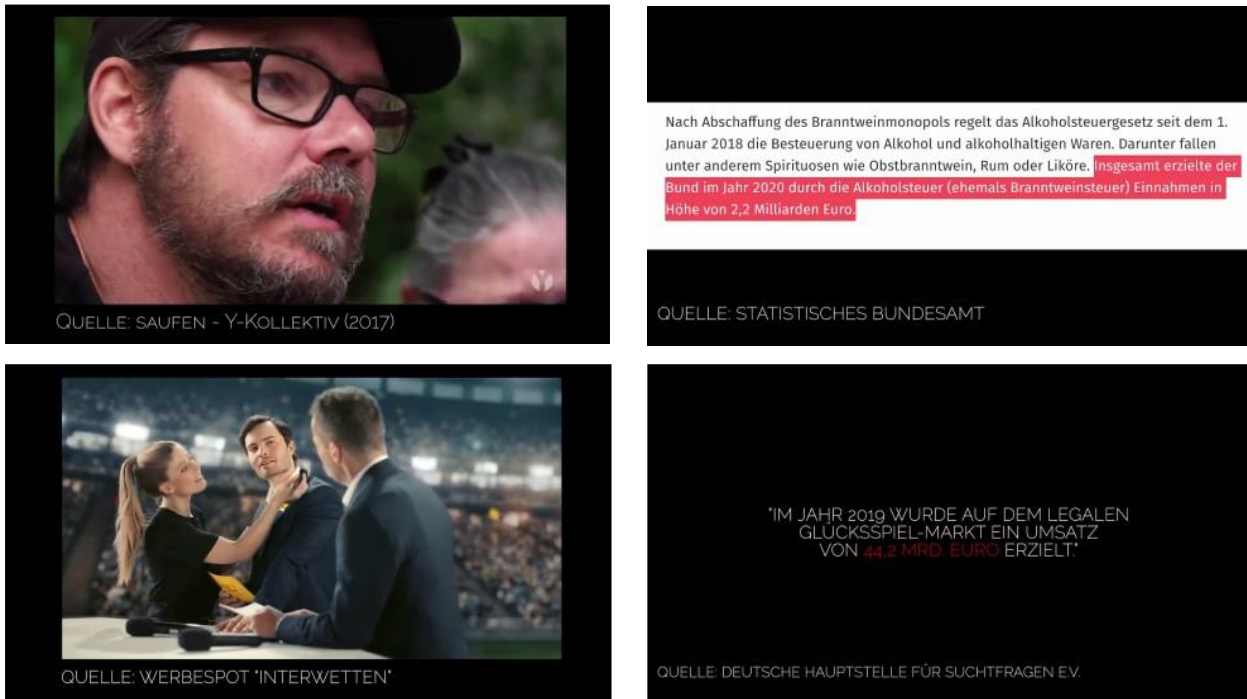 QUELLE: SAUFEN - Y-KOLLEKTIV (2017)
Nach Abschaffung des Branntweinmonopols regelt das Alkoholsteuergesetz seit dem 1.
Januar 2018 die Besteuerung von Alkohol und alkoholhaltigen Waren. Darunter fallen
unter anderem Spirituosen wie Obstbranntwein, Rum oder Liköre. Insgesamt erzielte der
Bund im Jahr 2020 durch die Alkoholsteuer (ehemals Branntweinsteuer) Einnahmen in
Höhe von 2,2 Milliarden Euro.
QUELLE: STATISTISCHES BUNDESAMT
QUELLE: WERBESPOT "INTERWETTEN"
"IM JAHR 2019 WURDE AUF DEM LEGALEN
GLÜCKSSPIEL-MARKT EIN UMSATZ
VON 44,2 MRD. EURO ERZIELT."
QUELLE: DEUTSCHE HAUPTSTELLE FÜR SUCHTFRAGEN E.V.